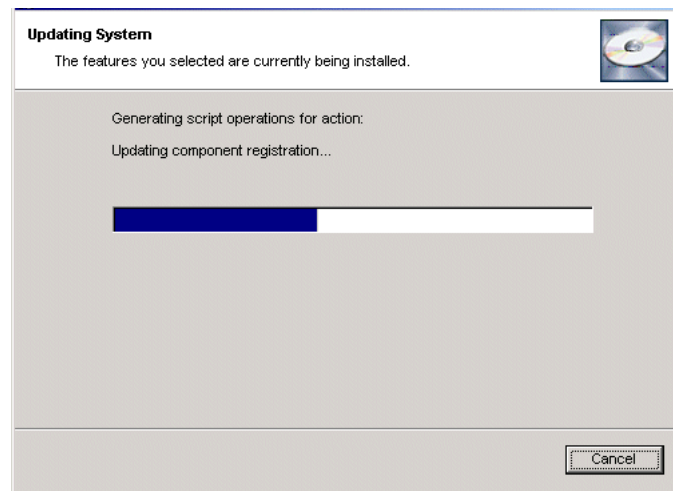 Updating System
The features you selected are currently being installed.
Generating script operations for action:
Updating component registration...
Cancel